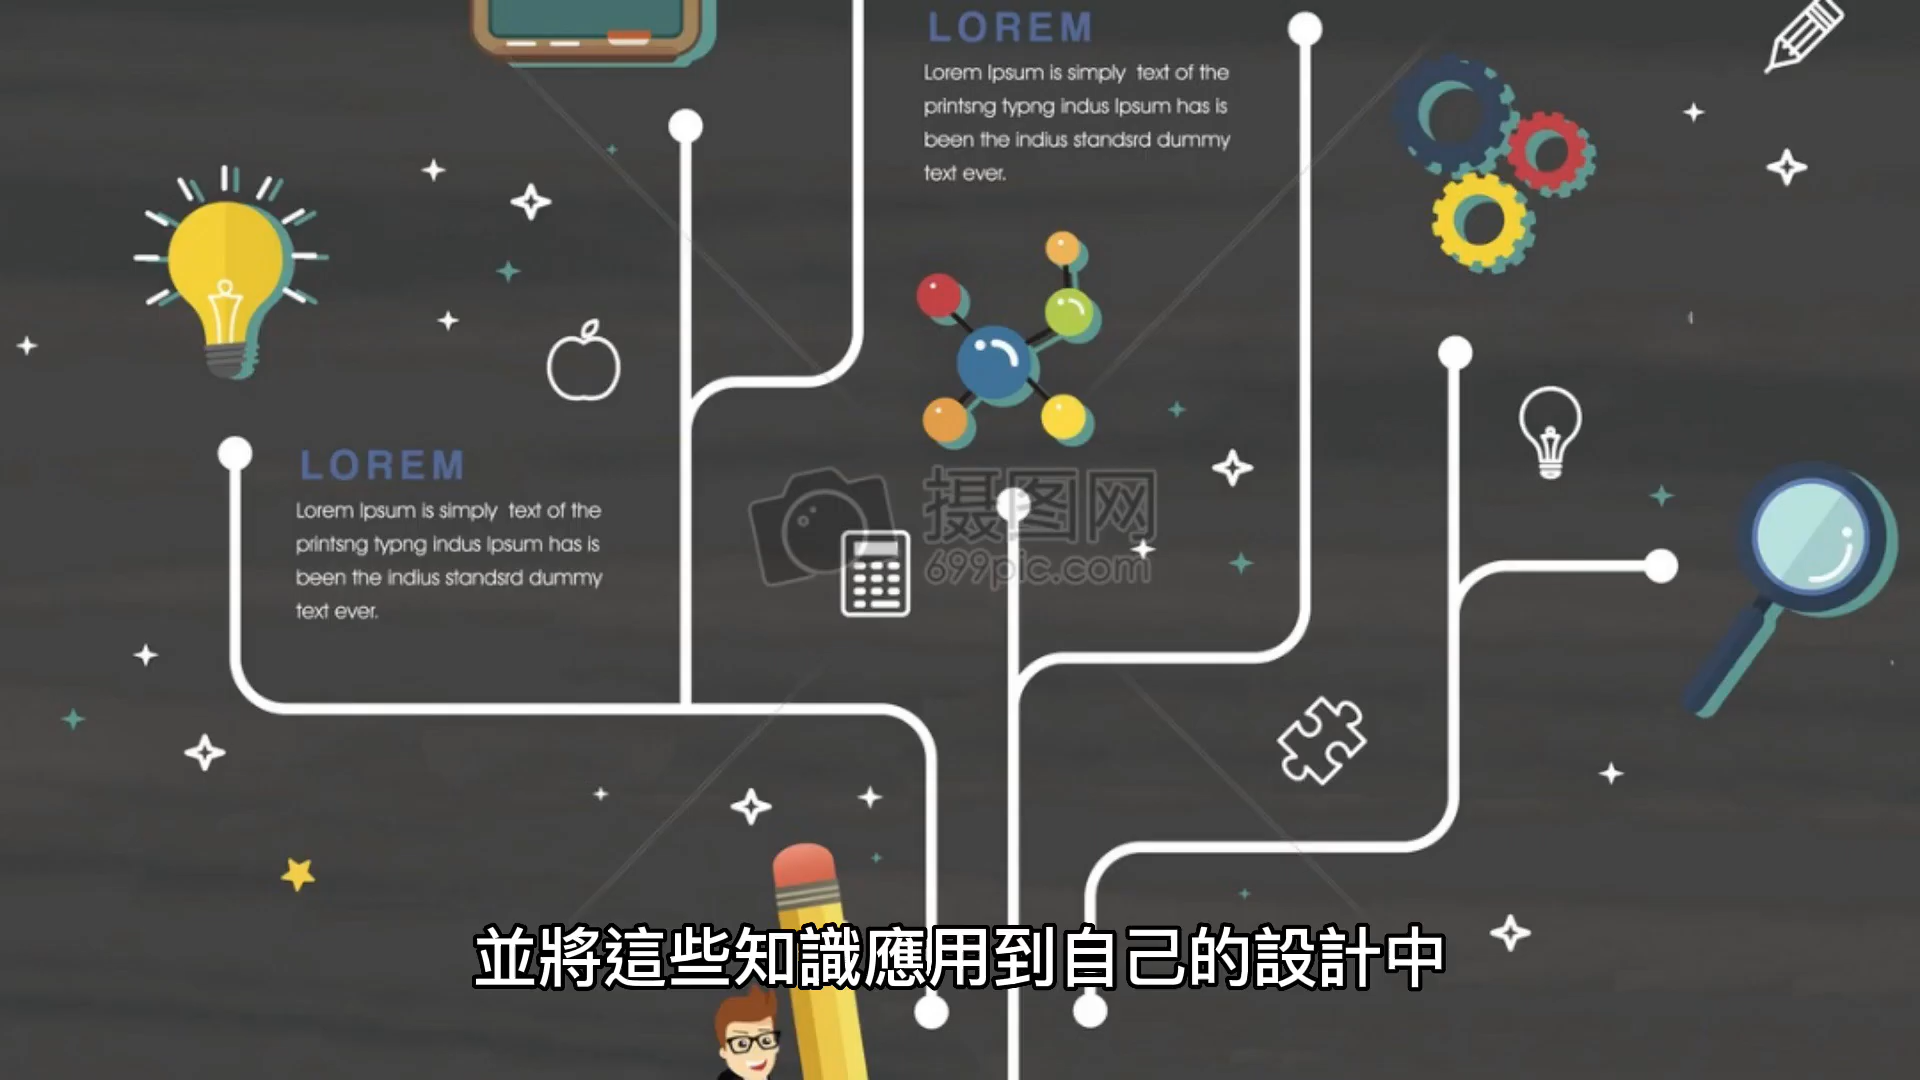 LOREM
Lorem Ipsum is simply text of the
printsng typng indus Ipsum has is
been the indius standsrd dummy
text ever.
LOREM
Lorem Ipsum is simply text of the
printsng typng indus Ipsum has is
been the indius standsrd dummy
text ever.
摄图网
699pic.com
並將這些知識應用到自己的設計中